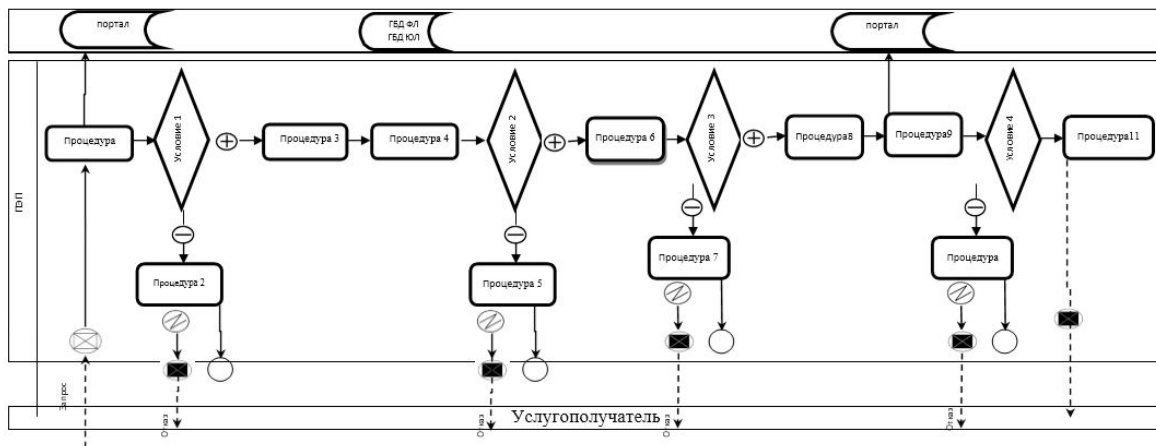 портал
ГБД ФЛ
ГБД ЮЛ
портал
ПЭП
Процедура
Условие 1
Процедура 3
Процедура 4
Условие 2
Процедура 6
Условие 3
Процедура8
Процедура9
Условие 4
Процедура11
Процедура 2
Процедура 5
Процедура 7
Процедура
Запрос
Отказ
Отказ
Отказ
Отказ
Услугополучатель